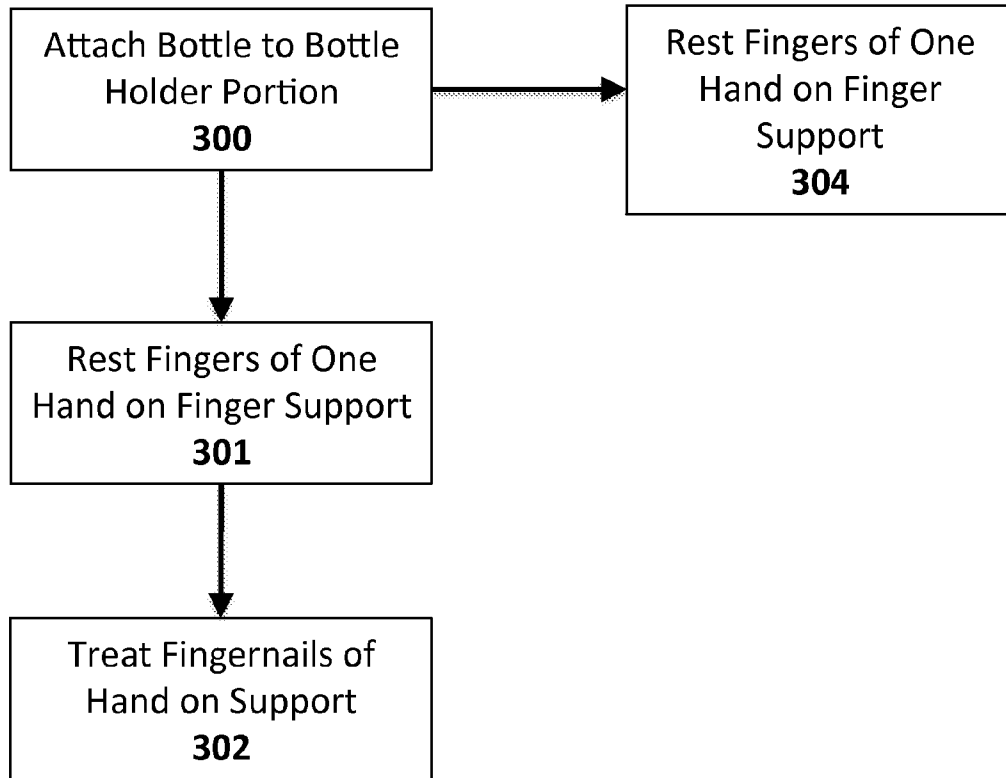 Attach Bottle to Bottle
Holder Portion
300
Rest Fingers of One
Hand on Finger
Support
304
Rest Fingers of One
Hand on Finger Support
301
Treat Fingernails of
Hand on Support
302